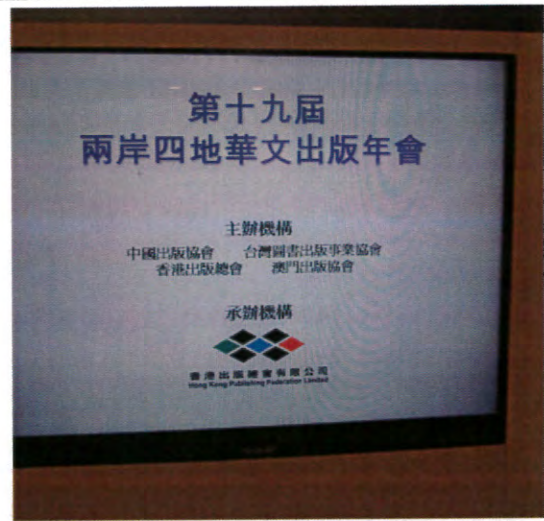 第十九屆
兩岸四地華文出版年會
主辦機構
中國出版協會 台灣圖書出版事業協會
香港出版總會 澳門出版協會
承辦機構
香港出版總會有限公司
Hong Kong Publishing Federation Limited